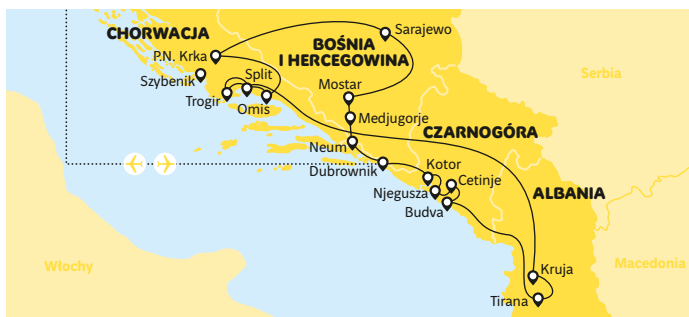 CHORWACJA
Sarajewo
BOŚNIA
I HERCEGOWINA
P.N. Krka
Szybenik
Split
Serbia
Trogir
Omis
Mostar
Medjugorje
CZARNOGÓRA
Neum
Dubrownik
Kotor
Cetinje
Njegusza
ALBANIA
Budva
Włochy
Kruja
Macedonia
Tirana